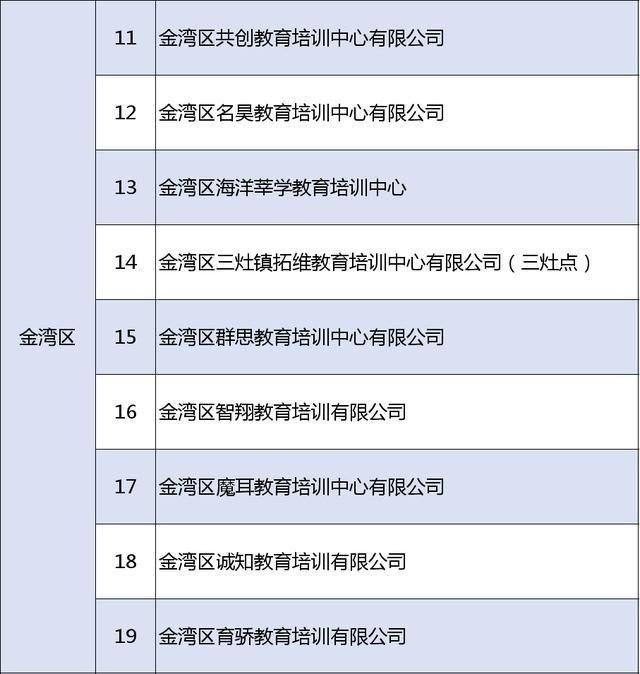 11 金湾区共创教育培训中心有限公司
12 金湾区名昊教育培训中心有限公司
13 金湾区海洋莘学教育培训中心
14 金湾区三灶镇拓维教育培训中心有限公司（三灶点）
金湾区 15 金湾区群思教育培训中心有限公司
16 金湾区智翔教育培训有限公司
17 金湾区魔耳教育培训中心有限公司
18 金湾区诚知教育培训有限公司
19 金湾区育骄教育培训有限公司